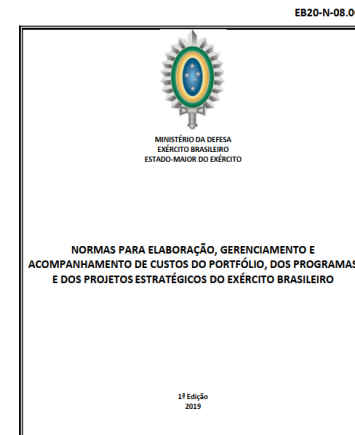 EB20-N-08.0
MINISTÉRIO DA DEFESA
EXÉRCITO BRASILEIRO
ESTADO-MAIOR DO EXÉRCITO
NORMAS PARA ELABORAÇÃO, GERENCIAMENTO E
ACOMPANHAMENTO DE CUSTOS DO PORTFÓLIO, DOS PROGRAMAS
E DOS PROJETOS ESTRATÉGICOS DO EXÉRCITO BRASILEIRO
1ª Edição
2019